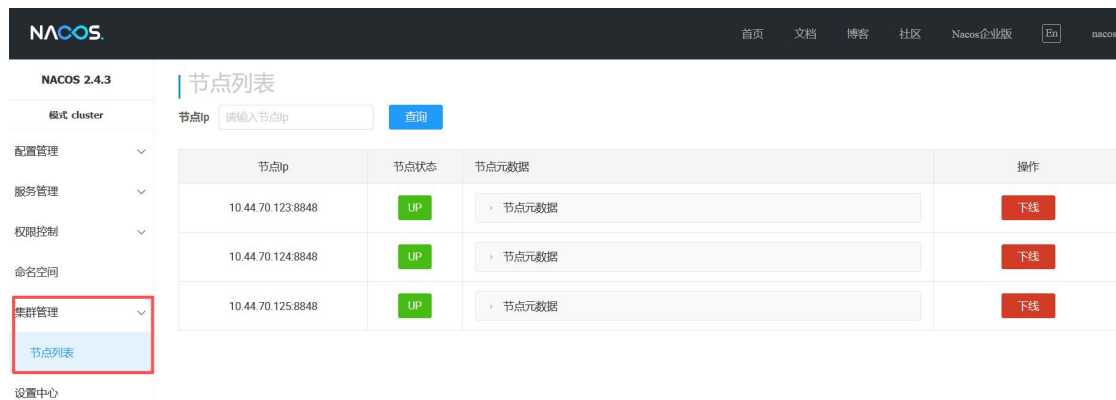 NACOS.
首页 文档 博客 社区 Nacos企业版 En nacos
NACOS 2.4.3
模式 cluster
配置管理
服务管理
权限控制
命名空间
集群管理
节点列表
设置中心
节点列表
节点Ip 请输入节点Ip 查询
节点Ip 节点状态 节点元数据 操作
10.44.70.123:8848 UP 节点元数据 下线
10.44.70.124:8848 UP 节点元数据 下线
10.44.70.125:8848 UP 节点元数据 下线